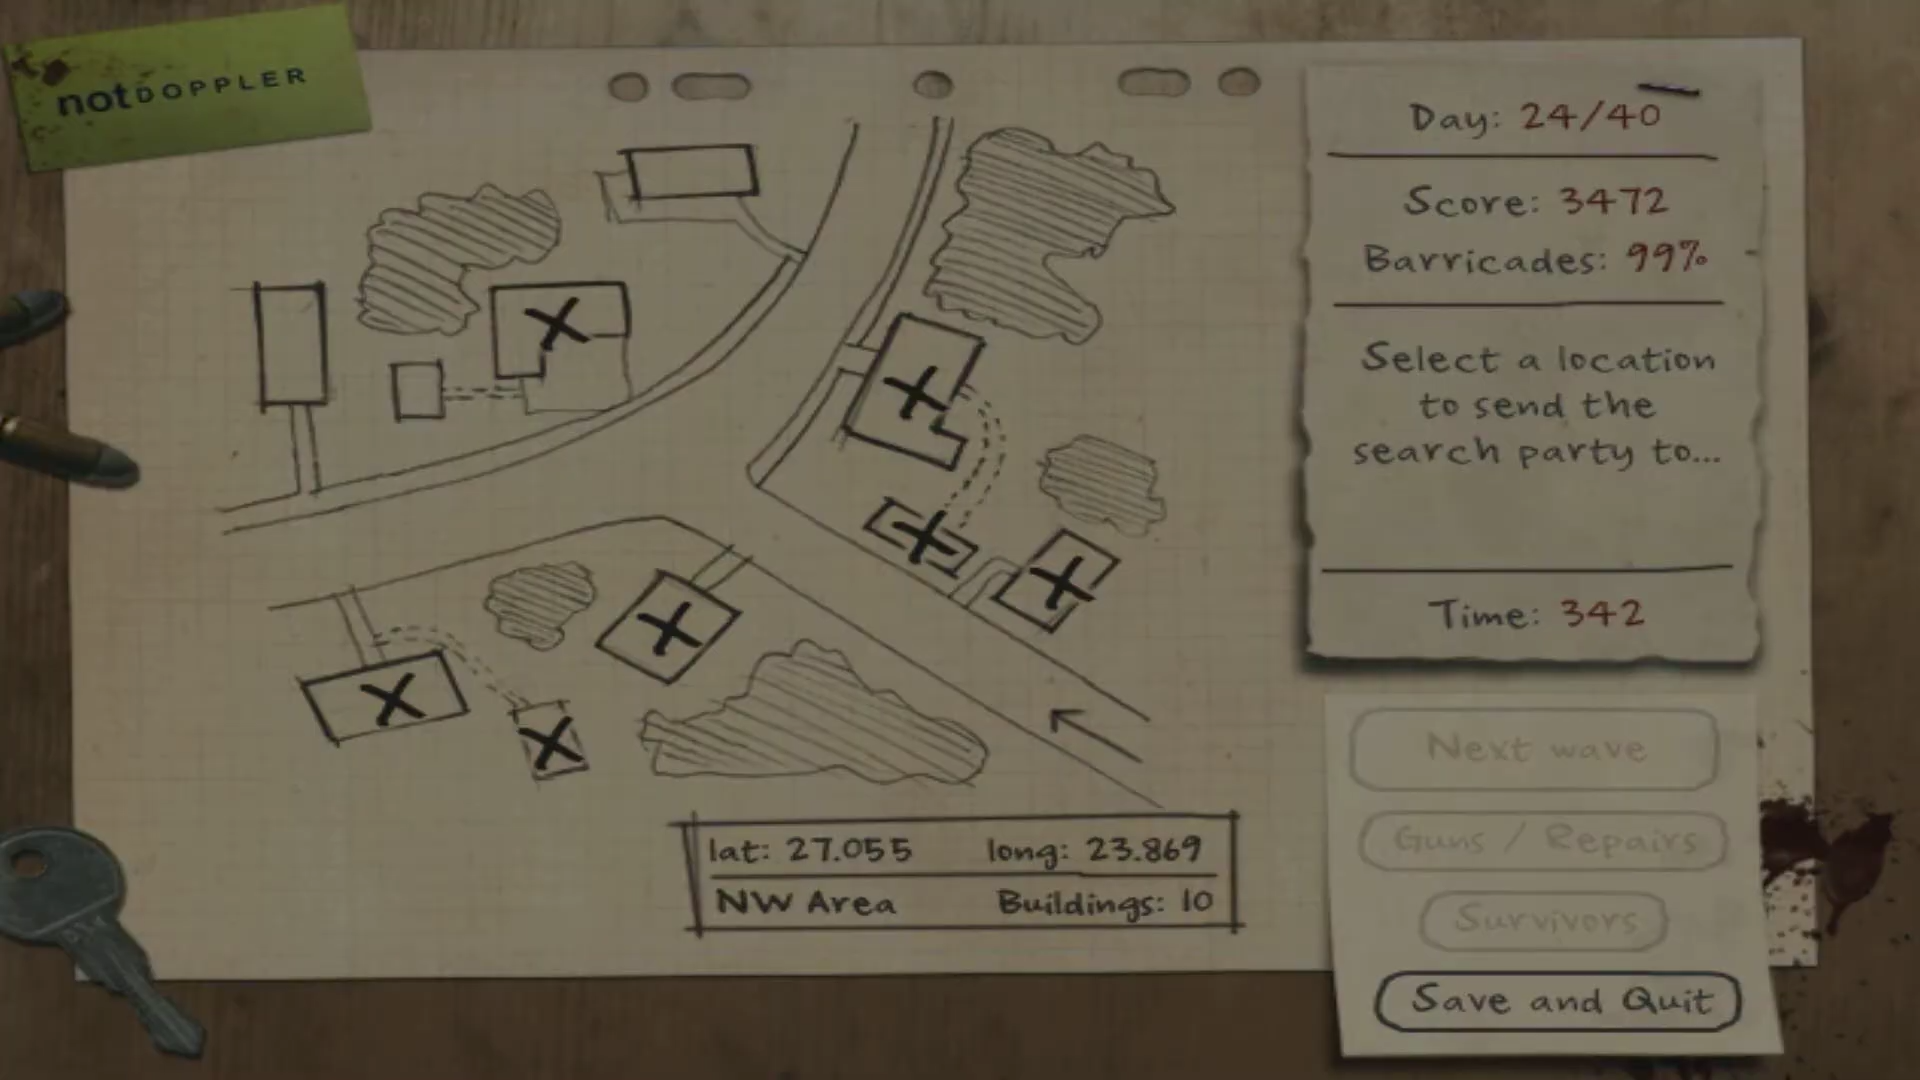 notDOPPLER
Day: 24/40
Score: 3472
Barricades: 99%
Select a location
to send the
search party to...
Time: 342
Next wave
Guns / Repairs
Survivors
Save and Quit
lat: 27.055 long: 23.869
NW Area Buildings: 10